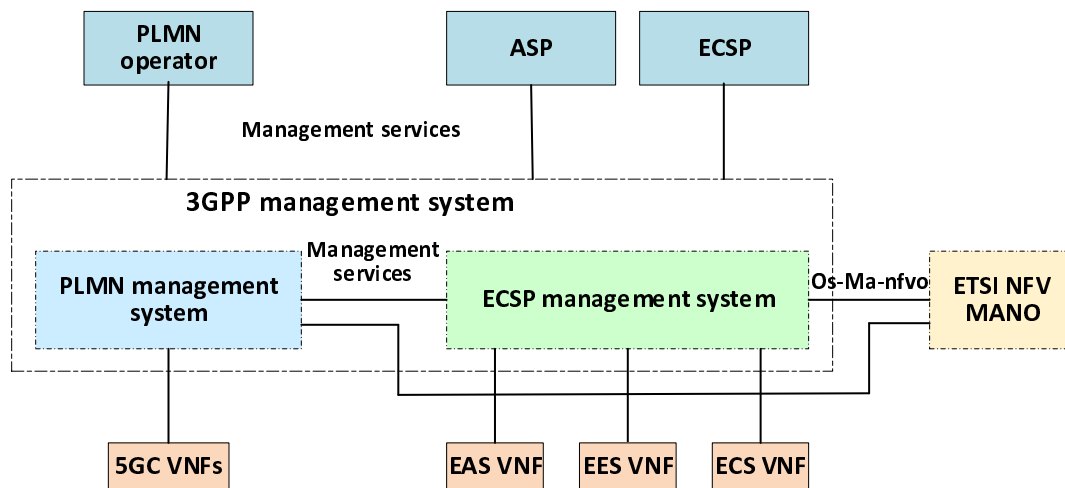 PLMN
operator
ASP
ECSP
Management services
3GPP management system
Management
services
PLMN management
system
ECSP management system
Os-Ma-nfvo
ETSI NFV
MANO
5GC VNFs
EAS VNF
EES VNF
ECS VNF